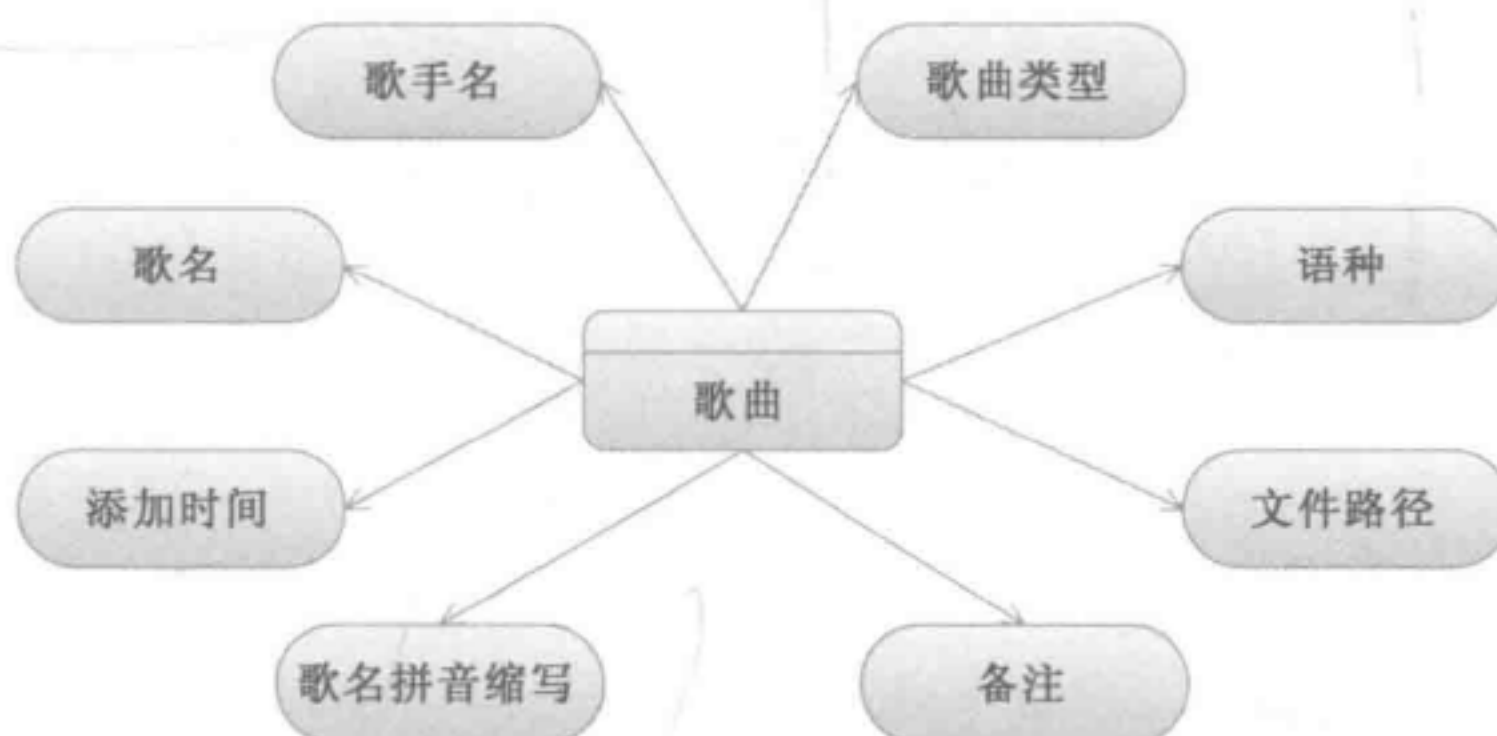 歌手名
歌曲类型
歌名
语种
歌曲
添加时间
文件路径
歌名拼音缩写
备注